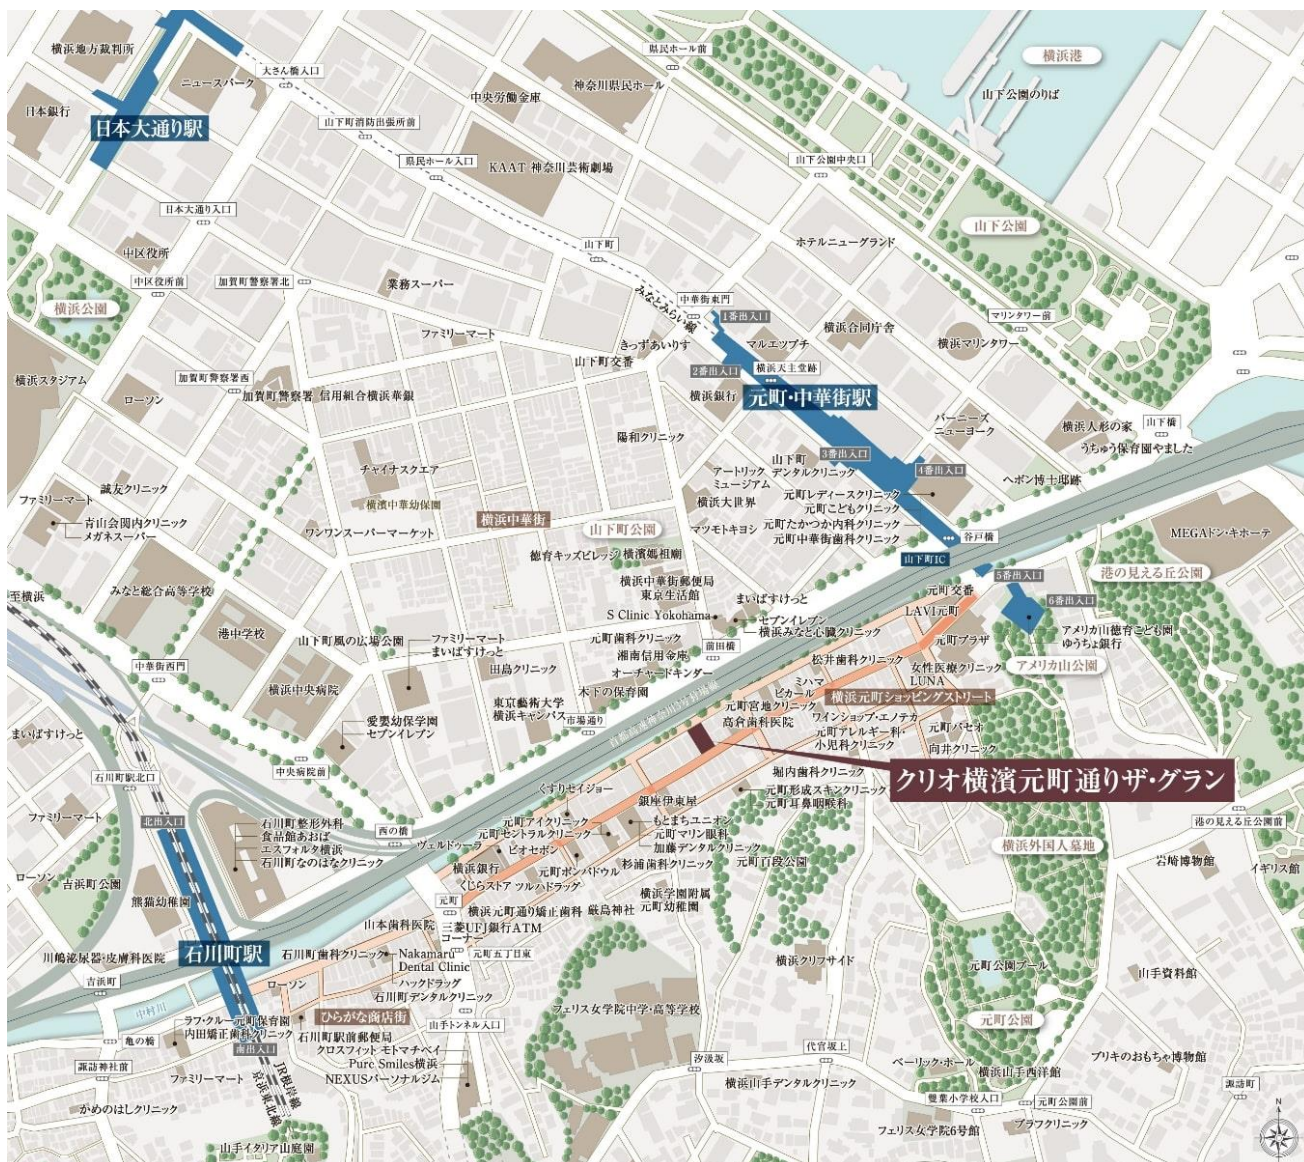 横浜地方裁判所
ニュースパーク
大さん橋入口
県民ホール前
横浜港
山下公園のりば
日本銀行
日本大通り駅
山下町消防出張所前
中央労働金庫
神奈川県民ホール
県民ホール入口
KAAT 神奈川芸術劇場
山下公園中央口
日本大通り入口
山下町
ホテルニューグランド
山下公園
中区役所
中区役所前
加賀町警察署北
業務スーパー
みなとみらい線
中華街東門
1番出入口
横浜合同庁舎
マリンタワー前
横浜公園
ファミリーマート
きっずあいりす
マルエツプチ
横浜マリンタワー
山下町交番
2番出入口
横浜天主堂跡
横浜スタジアム
加賀町警察署西
ローソン
加賀町警察署
信用組合横浜華銀
横浜銀行
元町・中華街駅
バーニーズ
ニューヨーク
横浜人形の家
山下橋
うちゅう保育園やました
陽和クリニック
3番出入口
4番出入口
チャイナスクエア
アートリック
ミュージアム
山下町
デンタルクリニック
ヘボン博士邸跡
誠友クリニック
ファミリーマート
横濱中華幼保園
横浜大世界
元町レディースクリニック
元町こどもクリニック
元町たかつか内科クリニック
元町中華街歯科クリニック
青山会関内クリニック
メガネスーパー
ワンワンスーパーマーケット
横浜中華街
山下町公園
マツモトキヨシ
谷戸橋
MEGAドン・キホーテ
徳育キッズビレッジ
横濱媽祖廟
山下町IC
港の見える丘公園
5番出入口
6番出入口
至横浜
みなと総合高等学校
横浜中華街郵便局
東京生活館
まいばすけっと
元町交番
LAVI元町
S Clinic Yokohama
セブンイレブン
横浜みなと心臓クリニック
元町プラザ
アメリカ山徳育こども園
ゆうちょ銀行
港中学校
山下町風の広場公園
ファミリーマート
まいばすけっと
元町歯科クリニック
湘南信用金庫
オーチャードキンダー
前田橋
松井歯科クリニック
女性医療クリニック
LUNA
アメリカ山公園
中華街西門
横浜中央病院
田島クリニック
木下の保育園
ミハマ
ピカール
元町宮地クリニック
高倉歯科医院
横浜元町ショッピングストリート
東京藝術大学
横浜キャンパス
市場通り
愛嬰幼保学園
セブンイレブン
ワインショップ・エノテカ
元町アレルギー科・
小児科クリニック
元町パセオ
向井クリニック
まいばすけっと
石川町駅北口
中央病院前
首都高速神奈川3号狩場線
堀内歯科クリニック
クリオ横濱元町通りザ・グラン
くすりセイジョー
銀座伊東屋
元町形成スキンクリニック
元町耳鼻咽喉科
ファミリーマート
北出入口
石川町整形外科
食品館あおば
エスフォルタ横浜
石川町なのはなクリニック
西の橋
ヴェルドゥーラ
元町アイクリニック
元町セントラルクリニック
ビオセボン
もとまちユニオン
元町マリン眼科
加藤デンタルクリニック
港の見える丘公園前
横浜外国人墓地
岩崎博物館
イギリス館
ローソン
吉浜町公園
横浜銀行
元町ポンパドウル
杉浦歯科クリニック
元町百段公園
くじらストア
ツルハドラッグ
熊猫幼稚園
横浜学園附属
元町幼稚園
元町
横浜元町通り矯正歯科
厳島神社
山本歯科医院
三菱UFJ銀行ATM
コーナー
石川町駅
川嶋泌尿器・皮膚科医院
石川町歯科クリニック
Nakamaru
Dental Clinic
ハックドラッグ
元町五丁目東
横浜クリフサイド
元町公園プール
山手資料館
吉浜町
ローソン
石川町デンタルクリニック
中村川
ひらがな商店街
山手トンネル入口
フェリス女学院中学・高等学校
元町公園
ラフ・クルー元町保育園
内田矯正歯科クリニック
石川町駅前郵便局
亀の橋
南出入口
クロスフィット モトマチベイ
Pure Smiles横浜
NEXUSパーソナルジム
代官坂上
汐汲坂
ベーリック・ホール
横浜山手西洋館
ブリキのおもちゃ博物館
諏訪神社前
ファミリーマート
JR根岸線
京浜東北線
横浜山手デンタルクリニック
諏訪町
雙葉小学校入口
元町公園前
かめのはしクリニック
フェリス女学院6号館
ブラフクリニック
山手イタリア山庭園
N